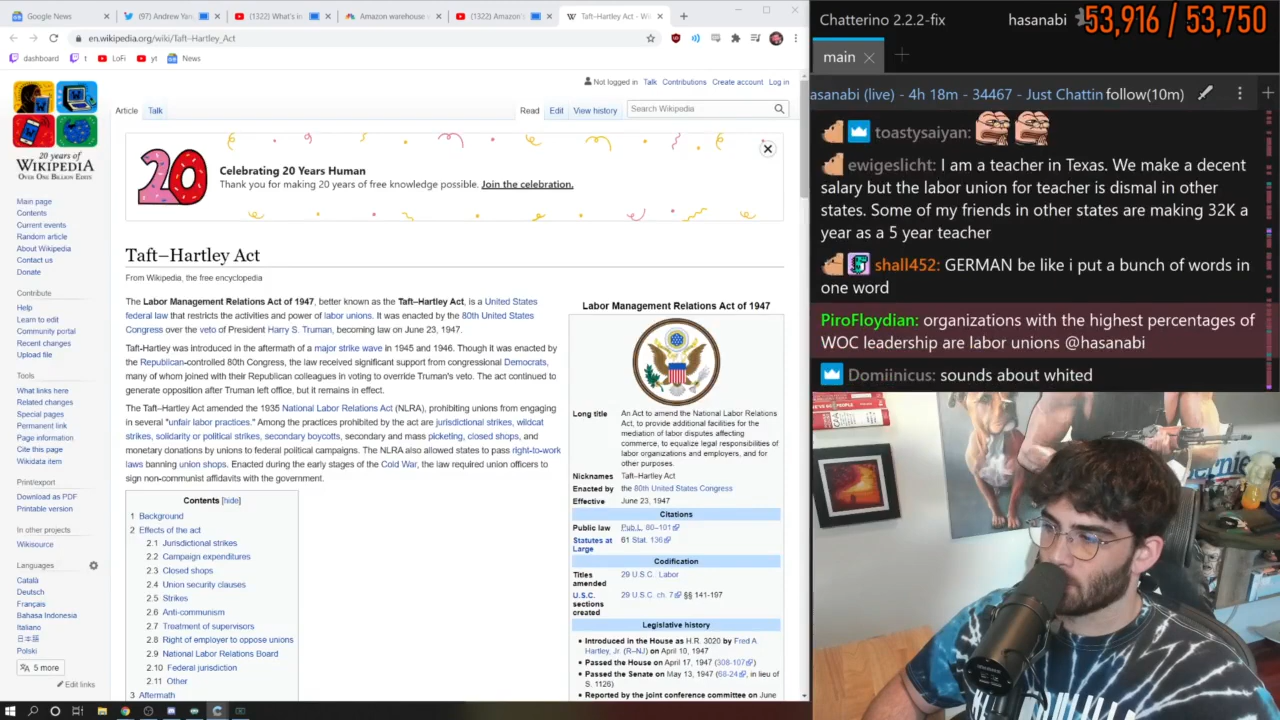 Google News
(97) Andrew Yan
(1322) What's in
Amazon warehouse
(1322) Amazon's
Taft–Hartley Act - Wi
en.wikipedia.org/wiki/Taft–Hartley_Act
dashboard
t
LoFi
yt
News
Not logged in Talk Contributions Create account Log in
Article Talk
Read Edit View history
Search Wikipedia
20 years of
WIKIPEDIA
OVER ONE BILLION EDITS
20
Celebrating 20 Years Human
Thank you for making 20 years of free knowledge possible. Join the celebration.
Main page
Contents
Current events
Random article
About Wikipedia
Contact us
Donate
Contribute
Help
Learn to edit
Community portal
Recent changes
Upload file
Tools
What links here
Related changes
Special pages
Permanent link
Page information
Cite this page
Wikidata item
Print/export
Download as PDF
Printable version
In other projects
Wikisource
Languages
Català
Deutsch
Français
Bahasa Indonesia
Italiano
日本語
Polski
5 more
Edit links
Taft–Hartley Act
From Wikipedia, the free encyclopedia
The Labor Management Relations Act of 1947, better known as the Taft–Hartley Act, is a United States
federal law that restricts the activities and power of labor unions. It was enacted by the 80th United States
Congress over the veto of President Harry S. Truman, becoming law on June 23, 1947.
Taft-Hartley was introduced in the aftermath of a major strike wave in 1945 and 1946. Though it was enacted by
the Republican-controlled 80th Congress, the law received significant support from congressional Democrats,
many of whom joined with their Republican colleagues in voting to override Truman's veto. The act continued to
generate opposition after Truman left office, but it remains in effect.
The Taft–Hartley Act amended the 1935 National Labor Relations Act (NLRA), prohibiting unions from engaging
in several "unfair labor practices." Among the practices prohibited by the act are jurisdictional strikes, wildcat
strikes, solidarity or political strikes, secondary boycotts, secondary and mass picketing, closed shops, and
monetary donations by unions to federal political campaigns. The NLRA also allowed states to pass right-to-work
laws banning union shops. Enacted during the early stages of the Cold War, the law required union officers to
sign non-communist affidavits with the government.
Contents [hide]
1 Background
2 Effects of the act
2.1 Jurisdictional strikes
2.2 Campaign expenditures
2.3 Closed shops
2.4 Union security clauses
2.5 Strikes
2.6 Anti-communism
2.7 Treatment of supervisors
2.8 Right of employer to oppose unions
2.9 National Labor Relations Board
2.10 Federal jurisdiction
2.11 Other
3 Aftermath
Labor Management Relations Act of 1947
Long title An Act to amend the National Labor Relations
Act, to provide additional facilities for the
mediation of labor disputes affecting
commerce, to equalize legal responsibilities of
labor organizations and employers, and for
other purposes.
Nicknames Taft–Hartley Act
Enacted by the 80th United States Congress
Effective June 23, 1947
Citations
Public law Pub.L. 80–101
Statutes at Large 61 Stat. 136
Codification
Titles amended 29 U.S.C.: Labor
U.S.C. sections created 29 U.S.C. ch. 7 §§ 141-197
Legislative history
Introduced in the House as H.R. 3020 by Fred A
Hartley, Jr. (R–NJ) on April 10, 1947
Passed the House on April 17, 1947 (308-107)
Passed the Senate on May 13, 1947 (68-24, in lieu of
S. 1126)
Reported by the joint conference committee on June
Chatterino 2.2.2-fix
hasanabi
53,916 / 53,750
main
asanabi (live) - 4h 18m - 34467 - Just Chattin follow(10m)
toastysaiyan:
ewigeslicht: I am a teacher in Texas. We make a decent
salary but the labor union for teacher is dismal in other
states. Some of my friends in other states are making 32K a
year as a 5 year teacher
shall452: GERMAN be like i put a bunch of words in
one word
PiroFloydian: organizations with the highest percentages of
WOC leadership are labor unions @hasanabi
Domiinicus: sounds about whited
Bernie